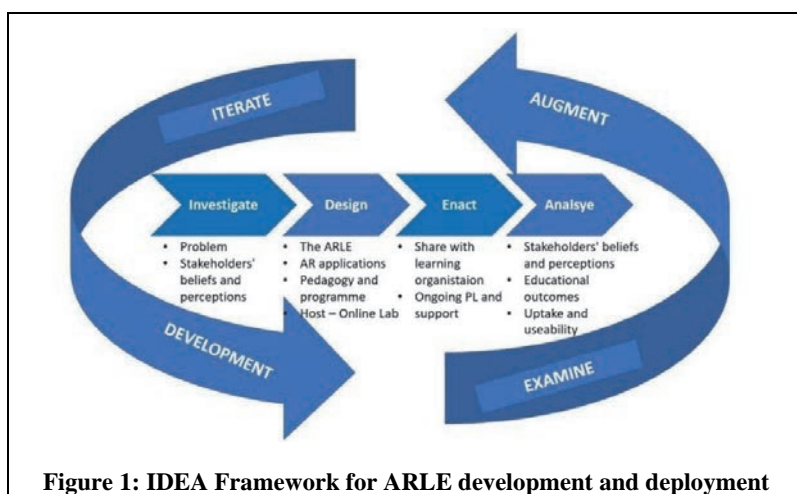 ITERATE
AUGMENT
Investigate
Design
Enact
Analsye
• Problem
• Stakeholders'
beliefs and
perceptions
• The ARLE
• AR applications
• Pedagogy and
programme
• Host – Online Lab
• Share with
learning
organistaion
• Ongoing PL and
support
• Stakeholders' beliefs
and perceptions
• Educational
outcomes
• Uptake and
useability
DEVELOPMENT
EXAMINE
Figure 1: IDEA Framework for ARLE development and deployment